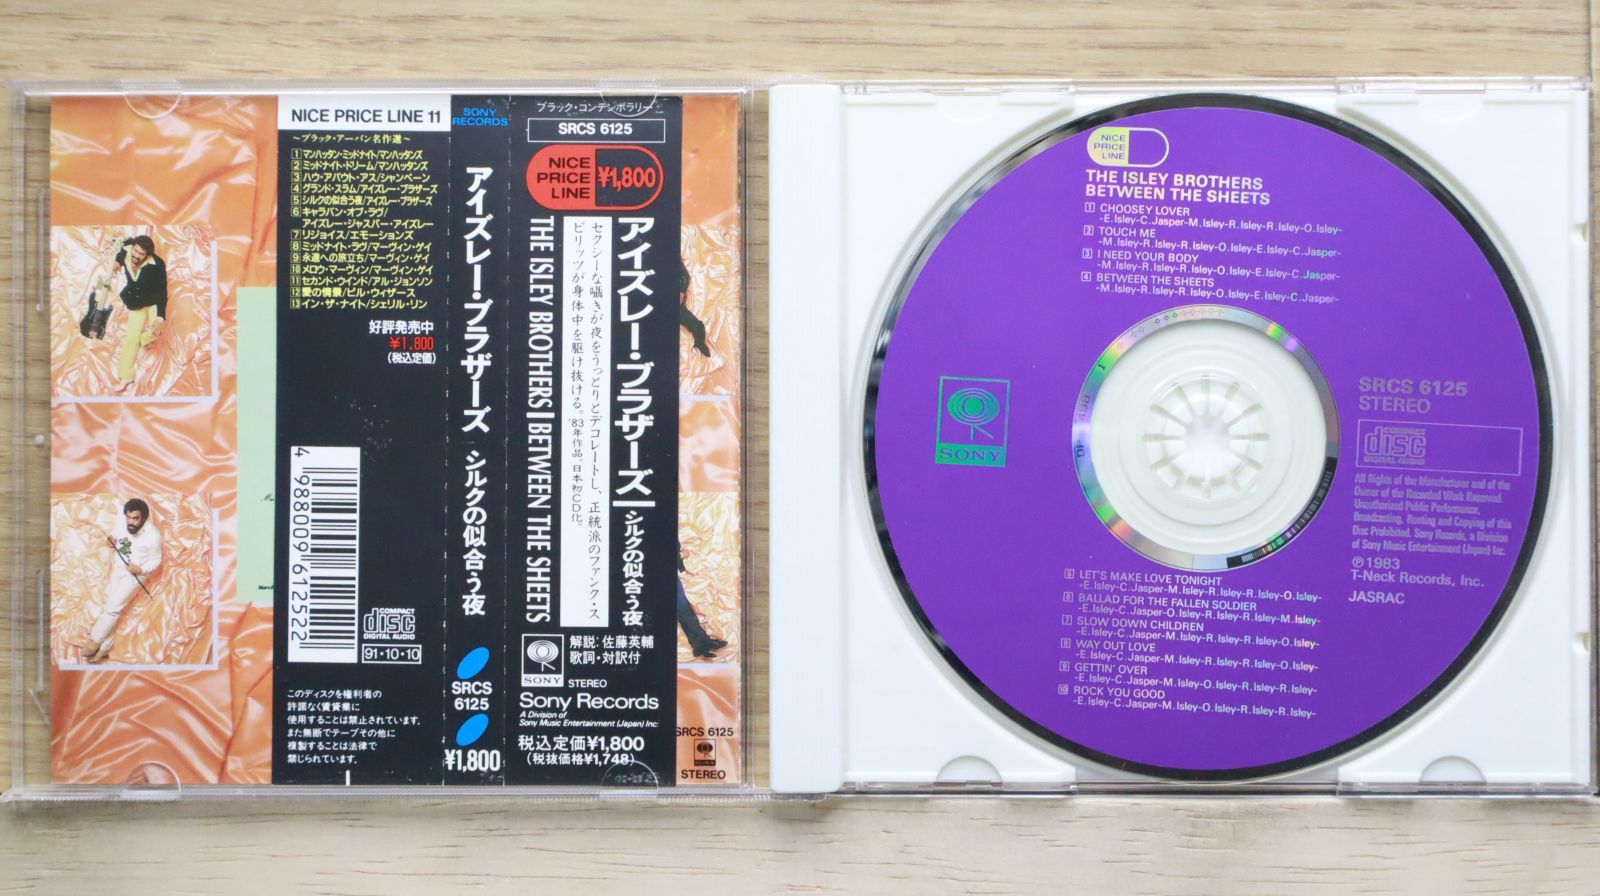 NICE PRICE LINE 11
〜ブラック・アーバン名作選〜
1 マンハッタン・ミッドナイト/マンハッタンズ
2 ミッドナイト・ドリーム/マンハッタンズ
3 ハウ・アバウト・アス/シャンペーン
4 グランド・スラム/アイズレー・ブラザーズ
5 シルクの似合う夜/アイズレー・ブラザーズ
6 キャラバン・オブ・ラヴ/
アイズレー・ジャスパー・アイズレー
7 リジョイス/エモーションズ
8 ミッドナイト・ラヴ/マーヴィン・ゲイ
9 永遠への旅立ち/マーヴィン・ゲイ
10 メロウ・マーヴィン/マーヴィン・ゲイ
11 セカンド・ウインド/アル・ジョンソン
12 愛の情景/ビル・ウィザース
13 イン・ザ・ナイト/シェリル・リン
好評発売中
¥1,800
(税込定価)
4 988009 612522
COMPACT
disc
DIGITAL AUDIO
91・10・10
このディスクを権利者の
許諾なく賃貸業に
使用することは禁止されています。
また無断でテープその他に
複製することは法律で
禁じられています。
SONY
RECORDS
アイズレー・ブラザーズ
シルクの似合う夜
SRCS
6125
¥1,800
ブラック・コンテンポラリー
SRCS 6125
NICE
PRICE
LINE
¥1,800
アイズレー・ブラザーズ シルクの似合う夜
セクシーな囁きが夜をうっとりとデコレートし、正統派のファンク・ス
ピリッツが身体中を駆け抜ける。'83年作品。日本初CD化。
THE ISLEY BROTHERS BETWEEN THE SHEETS
SONY
解説：佐藤英輔
歌詞・対訳付
STEREO
Sony Records
A Division of
Sony Music Entertainment (Japan) Inc.
税込定価¥1,800
(税抜価格¥1,748)
SRCS 6125
SONY
STEREO
NICE
PRICE
LINE
THE ISLEY BROTHERS
BETWEEN THE SHEETS
1 CHOOSEY LOVER
-E.Isley-C.Jasper-M.Isley-R.Isley-R.Isley-O.Isley-
2 TOUCH ME
-M.Isley-R.Isley-R.Isley-O.Isley-E.Isley-C.Jasper-
3 I NEED YOUR BODY
-M.Isley-R.Isley-R.Isley-O.Isley-E.Isley-C.Jasper-
4 BETWEEN THE SHEETS
-M.Isley-R.Isley-R.Isley-O.Isley-E.Isley-C.Jasper-
SONY
SRCS 6125
STEREO
COMPACT
disc
DIGITAL AUDIO
All Rights of the Manufacturer and of the
Owner of the Recorded Work Reserved.
Unauthorized Public Performance,
Broadcasting, Renting and Copying of this
Disc Prohibited. Sony Records, a Division
of Sony Music Entertainment (Japan) Inc.
℗1983
T-Neck Records, Inc.
JASRAC
5 LET'S MAKE LOVE TONIGHT
-E.Isley-C.Jasper-M.Isley-R.Isley-R.Isley-O.Isley-
6 BALLAD FOR THE FALLEN SOLDIER
-E.Isley-C.Jasper-O.Isley-R.Isley-R.Isley-M.Isley-
7 SLOW DOWN CHILDREN
-E.Isley-C.Jasper-M.Isley-R.Isley-R.Isley-O.Isley-
8 WAY OUT LOVE
-E.Isley-C.Jasper-M.Isley-R.Isley-R.Isley-O.Isley-
9 GETTIN' OVER
-E.Isley-C.Jasper-M.Isley-O.Isley-R.Isley-R.Isley-
10 ROCK YOU GOOD
-E.Isley-C.Jasper-M.Isley-O.Isley-R.Isley-R.Isley-